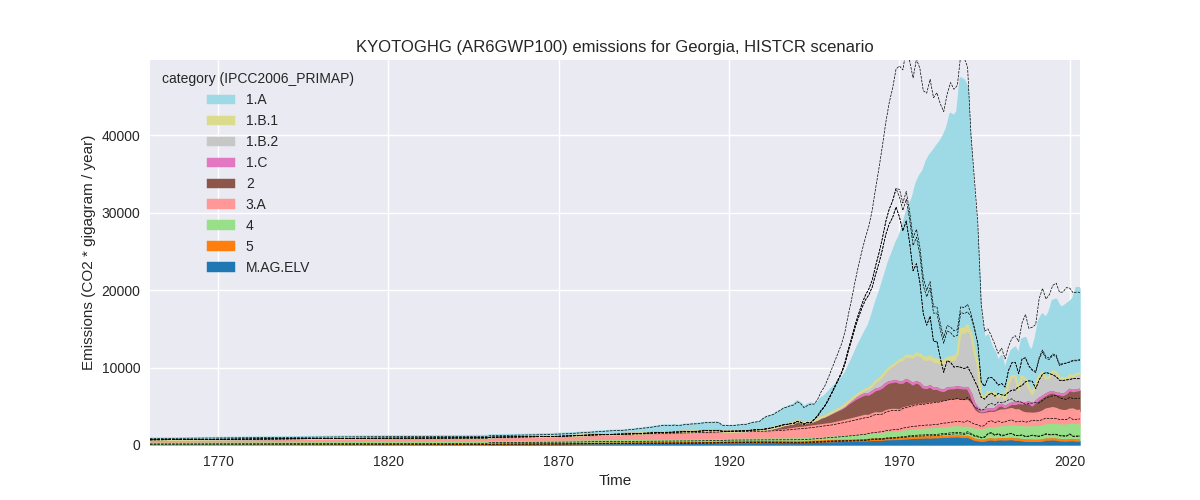 KYOTOGHG (AR6GWP100) emissions for Georgia, HISTCR scenario
category (IPCC2006_PRIMAP)
1.A
1.B.1
1.B.2
1.C
2
3.A
4
5
M.AG.ELV
Emissions (CO2 * gigagram / year)
40000
30000
20000
10000
0
1770
1820
1870
1920
1970
2020
Time